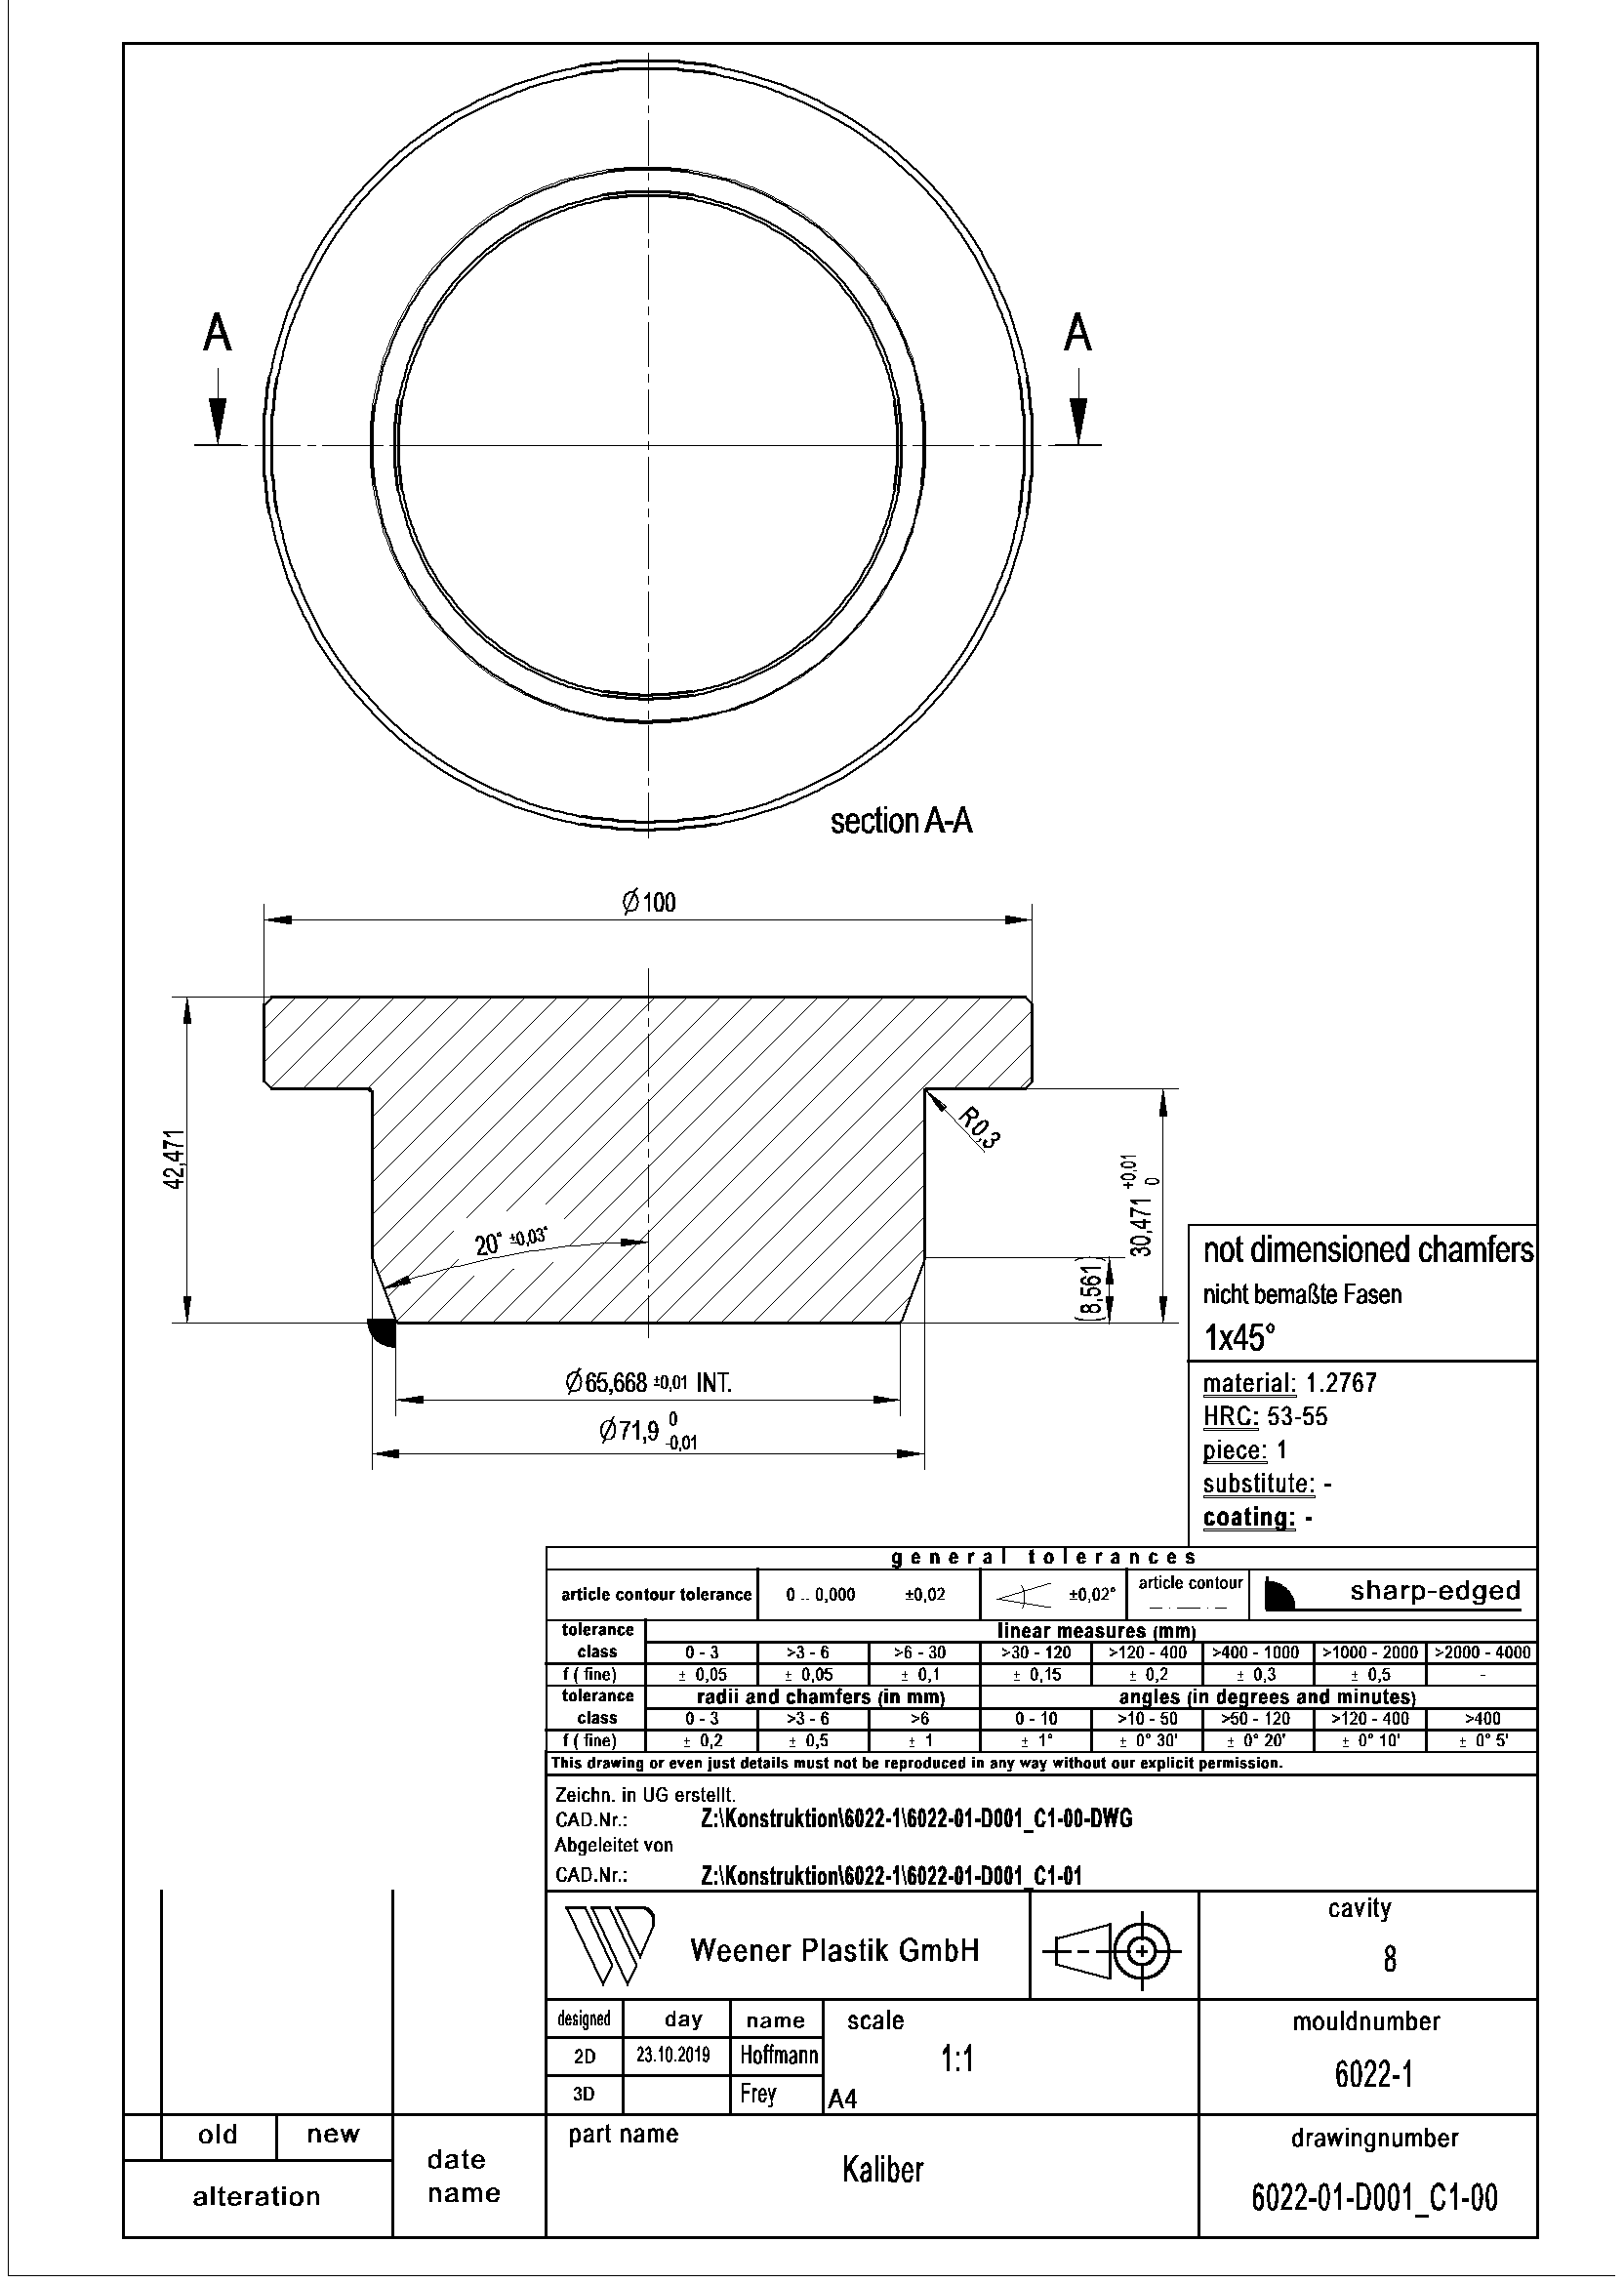 A A
section A-A
Ø100
42,471
R0,3
20° ±0,03°
30,471 +0,01 0
(8,561)
Ø65,668 ±0,01 INT.
Ø71,9 0 -0,01
not dimensioned chamfers
nicht bemaßte Fasen
1x45°
material: 1.2767
HRC: 53-55
piece: 1
substitute: -
coating: -
general tolerances
article contour tolerance 0 .. 0,000 ±0,02 ±0,02° article contour sharp-edged
tolerance class linear measures (mm)
0 - 3 >3 - 6 >6 - 30 >30 - 120 >120 - 400 >400 - 1000 >1000 - 2000 >2000 - 4000
f ( fine) ± 0,05 ± 0,05 ± 0,1 ± 0,15 ± 0,2 ± 0,3 ± 0,5 -
tolerance class radii and chamfers (in mm) angles (in degrees and minutes)
0 - 3 >3 - 6 >6 0 - 10 >10 - 50 >50 - 120 >120 - 400 >400
f ( fine) ± 0,2 ± 0,5 ± 1 ± 1° ± 0° 30' ± 0° 20' ± 0° 10' ± 0° 5'
This drawing or even just details must not be reproduced in any way without our explicit permission.
Zeichn. in UG erstellt.
CAD.Nr.: Z:\Konstruktion\6022-1\6022-01-D001_C1-00-DWG
Abgeleitet von
CAD.Nr.: Z:\Konstruktion\6022-1\6022-01-D001_C1-01
Weener Plastik GmbH
cavity
8
designed day name scale
2D 23.10.2019 Hoffmann 1:1
3D Frey A4
mouldnumber
6022-1
old new
alteration
date
name
part name
Kaliber
drawingnumber
6022-01-D001_C1-00